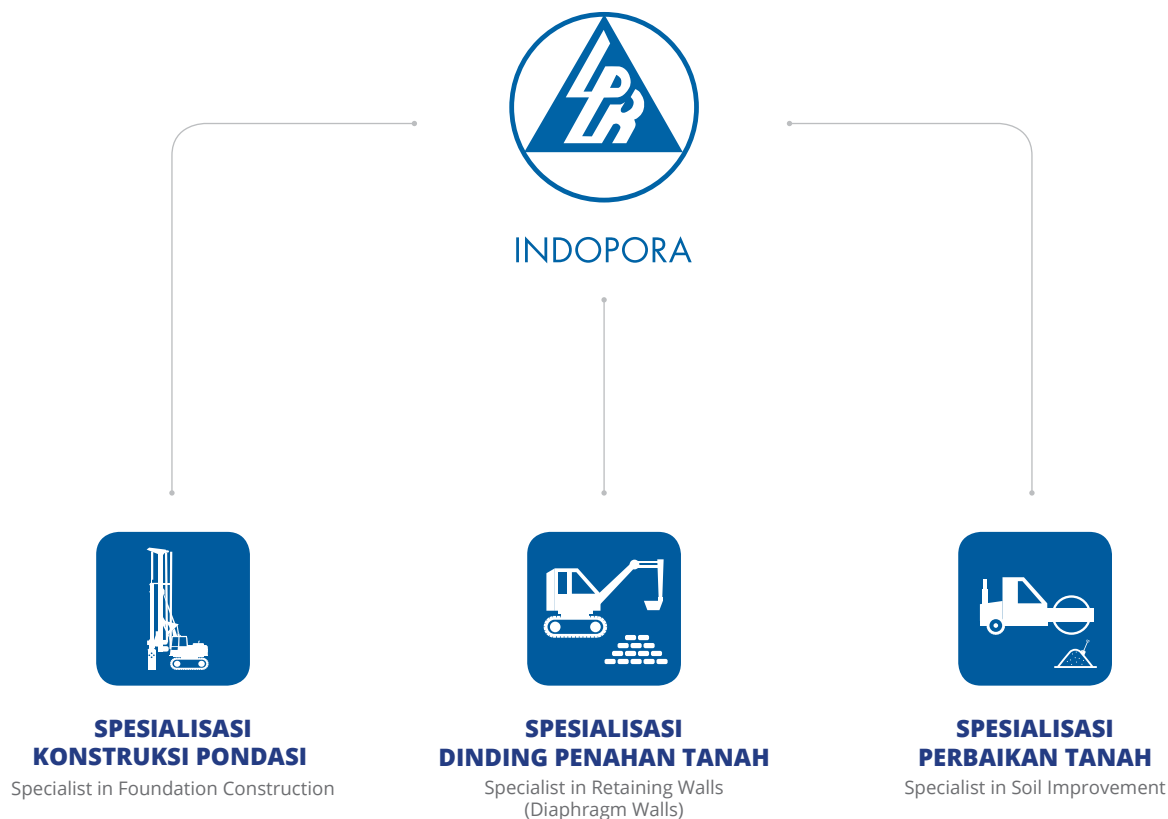 INDOPORA
SPESIALISASI
KONSTRUKSI PONDASI
Specialist in Foundation Construction
SPESIALISASI
DINDING PENAHAN TANAH
Specialist in Retaining Walls
(Diaphragm Walls)
SPESIALISASI
PERBAIKAN TANAH
Specialist in Soil Improvement